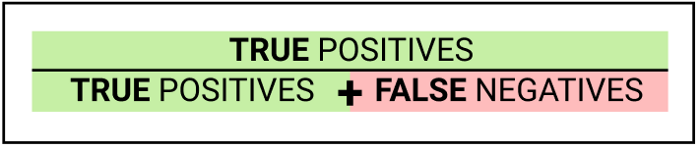 TRUE POSITIVES
TRUE POSITIVES + FALSE NEGATIVES